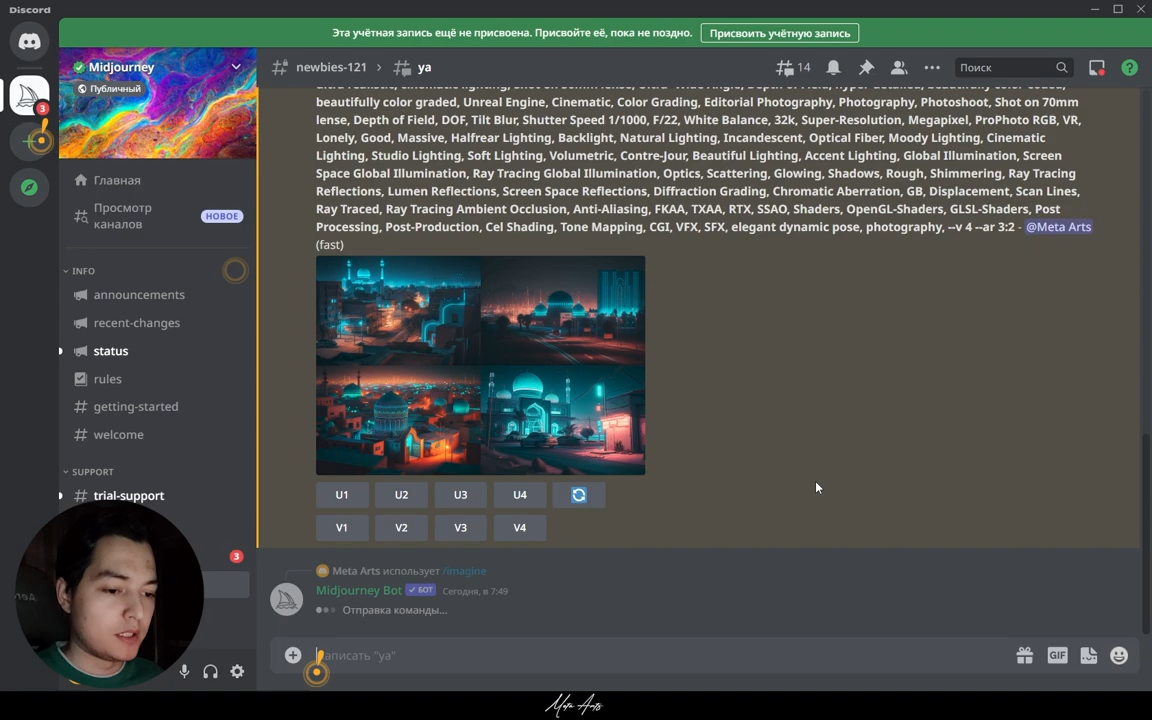 Discord
Эта учётная запись ещё не присвоена. Присвойте её, пока не поздно.
Присвоить учётную запись
Midjourney
Публичный
newbies-121
ya
14
Поиск
3
Главная
Просмотр каналов
НОВОЕ
INFO
announcements
recent-changes
status
rules
getting-started
welcome
SUPPORT
trial-support
3
beautifully color graded, Unreal Engine, Cinematic, Color Grading, Editorial Photography, Photography, Photoshoot, Shot on 70mm
lense, Depth of Field, DOF, Tilt Blur, Shutter Speed 1/1000, F/22, White Balance, 32k, Super-Resolution, Megapixel, ProPhoto RGB, VR,
Lonely, Good, Massive, Halfrear Lighting, Backlight, Natural Lighting, Incandescent, Optical Fiber, Moody Lighting, Cinematic
Lighting, Studio Lighting, Soft Lighting, Volumetric, Contre-Jour, Beautiful Lighting, Accent Lighting, Global Illumination, Screen
Space Global Illumination, Ray Tracing Global Illumination, Optics, Scattering, Glowing, Shadows, Rough, Shimmering, Ray Tracing
Reflections, Lumen Reflections, Screen Space Reflections, Diffraction Grading, Chromatic Aberration, GB, Displacement, Scan Lines,
Ray Traced, Ray Tracing Ambient Occlusion, Anti-Aliasing, FKAA, TXAA, RTX, SSAO, Shaders, OpenGL-Shaders, GLSL-Shaders, Post
Processing, Post-Production, Cel Shading, Tone Mapping, CGI, VFX, SFX, elegant dynamic pose, photography, --v 4 --ar 3:2 - @Meta Arts
(fast)
U1 U2 U3 U4
V1 V2 V3 V4
Meta Arts использует /imagine
Midjourney Bot БОТ Сегодня, в 7:49
Отправка команды...
аписать "ya"
GIF
Meta Arts